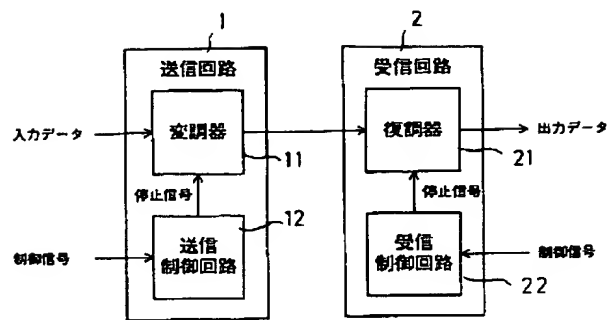 1
2
送信回路
受信回路
入力データ
変調器
復調器
出力データ
11
21
停止信号
停止信号
12
制御信号
送信
制御回路
受信
制御回路
制御信号
22